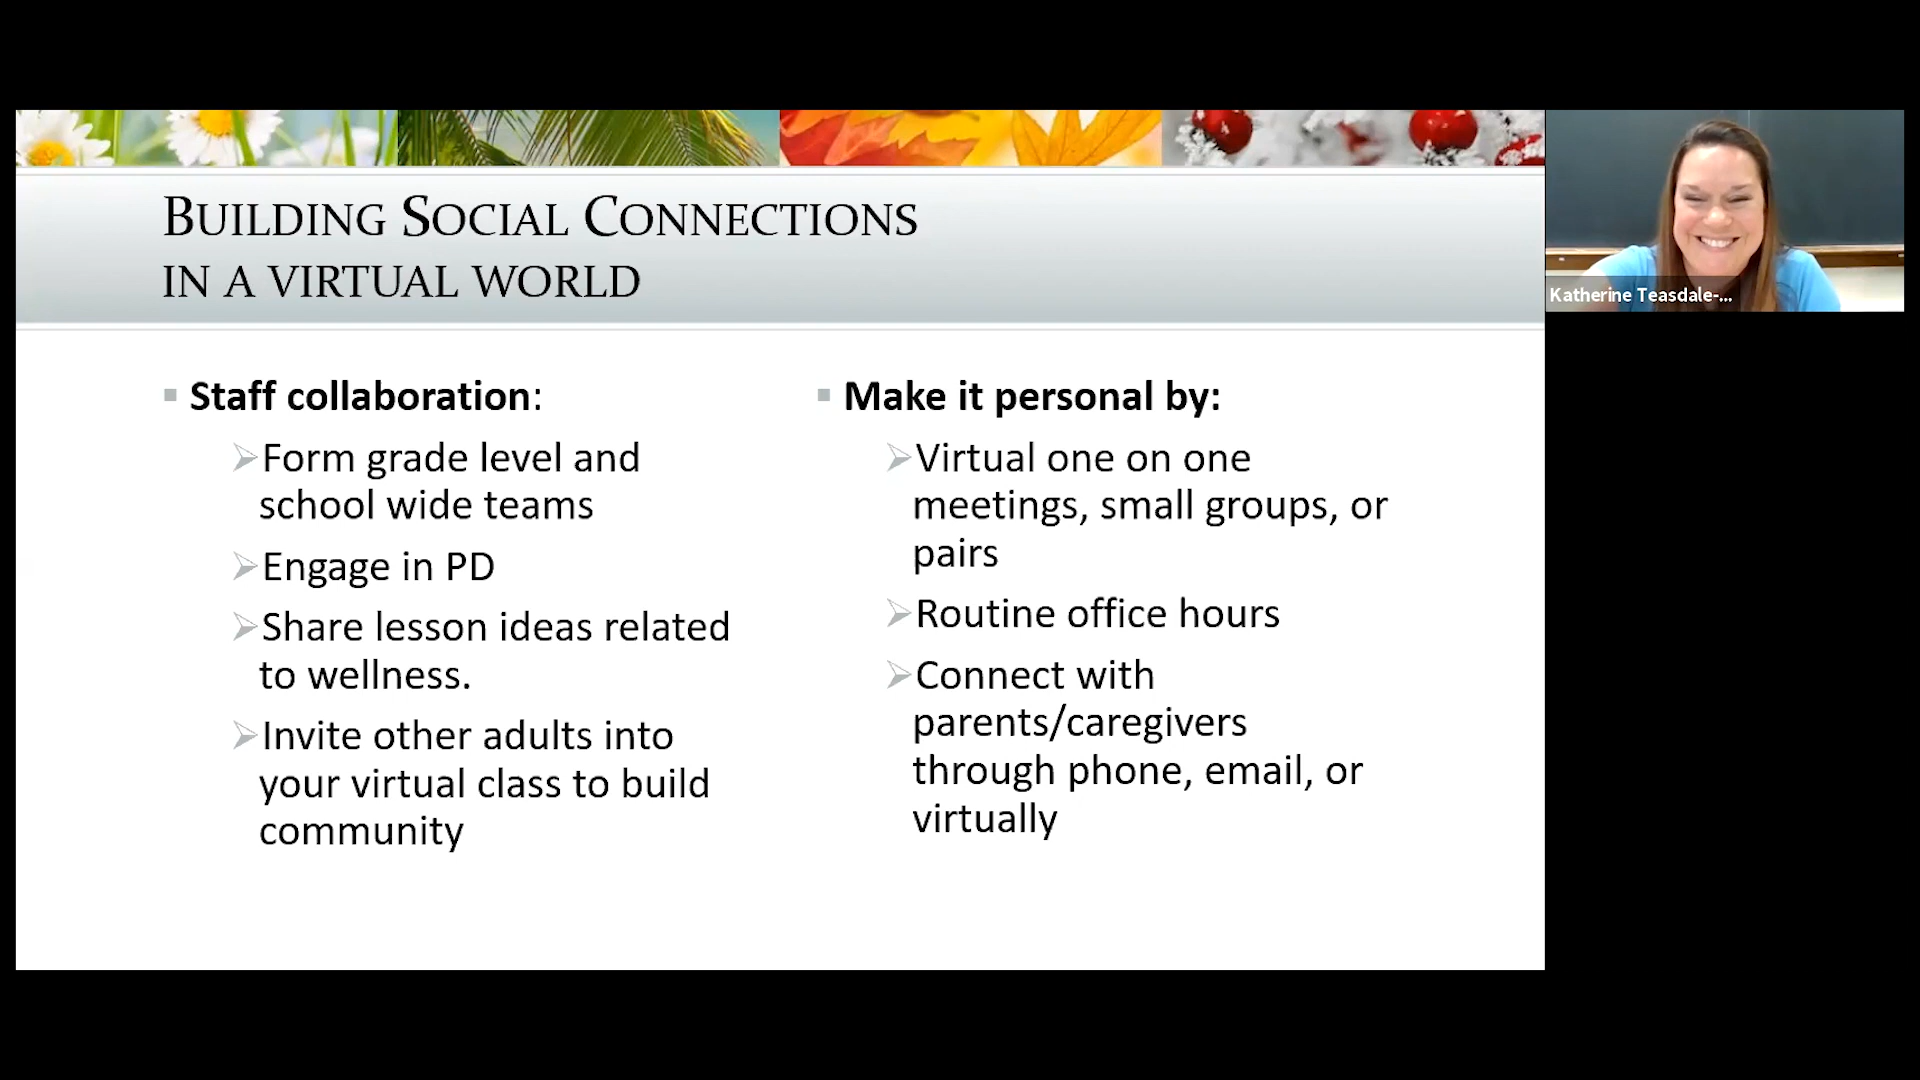 BUILDING SOCIAL CONNECTIONS
IN A VIRTUAL WORLD
Staff collaboration:
Form grade level and
school wide teams
Engage in PD
Share lesson ideas related
to wellness.
Invite other adults into
your virtual class to build
community
Make it personal by:
Virtual one on one
meetings, small groups, or
pairs
Routine office hours
Connect with
parents/caregivers
through phone, email, or
virtually
Katherine Teasdale-...